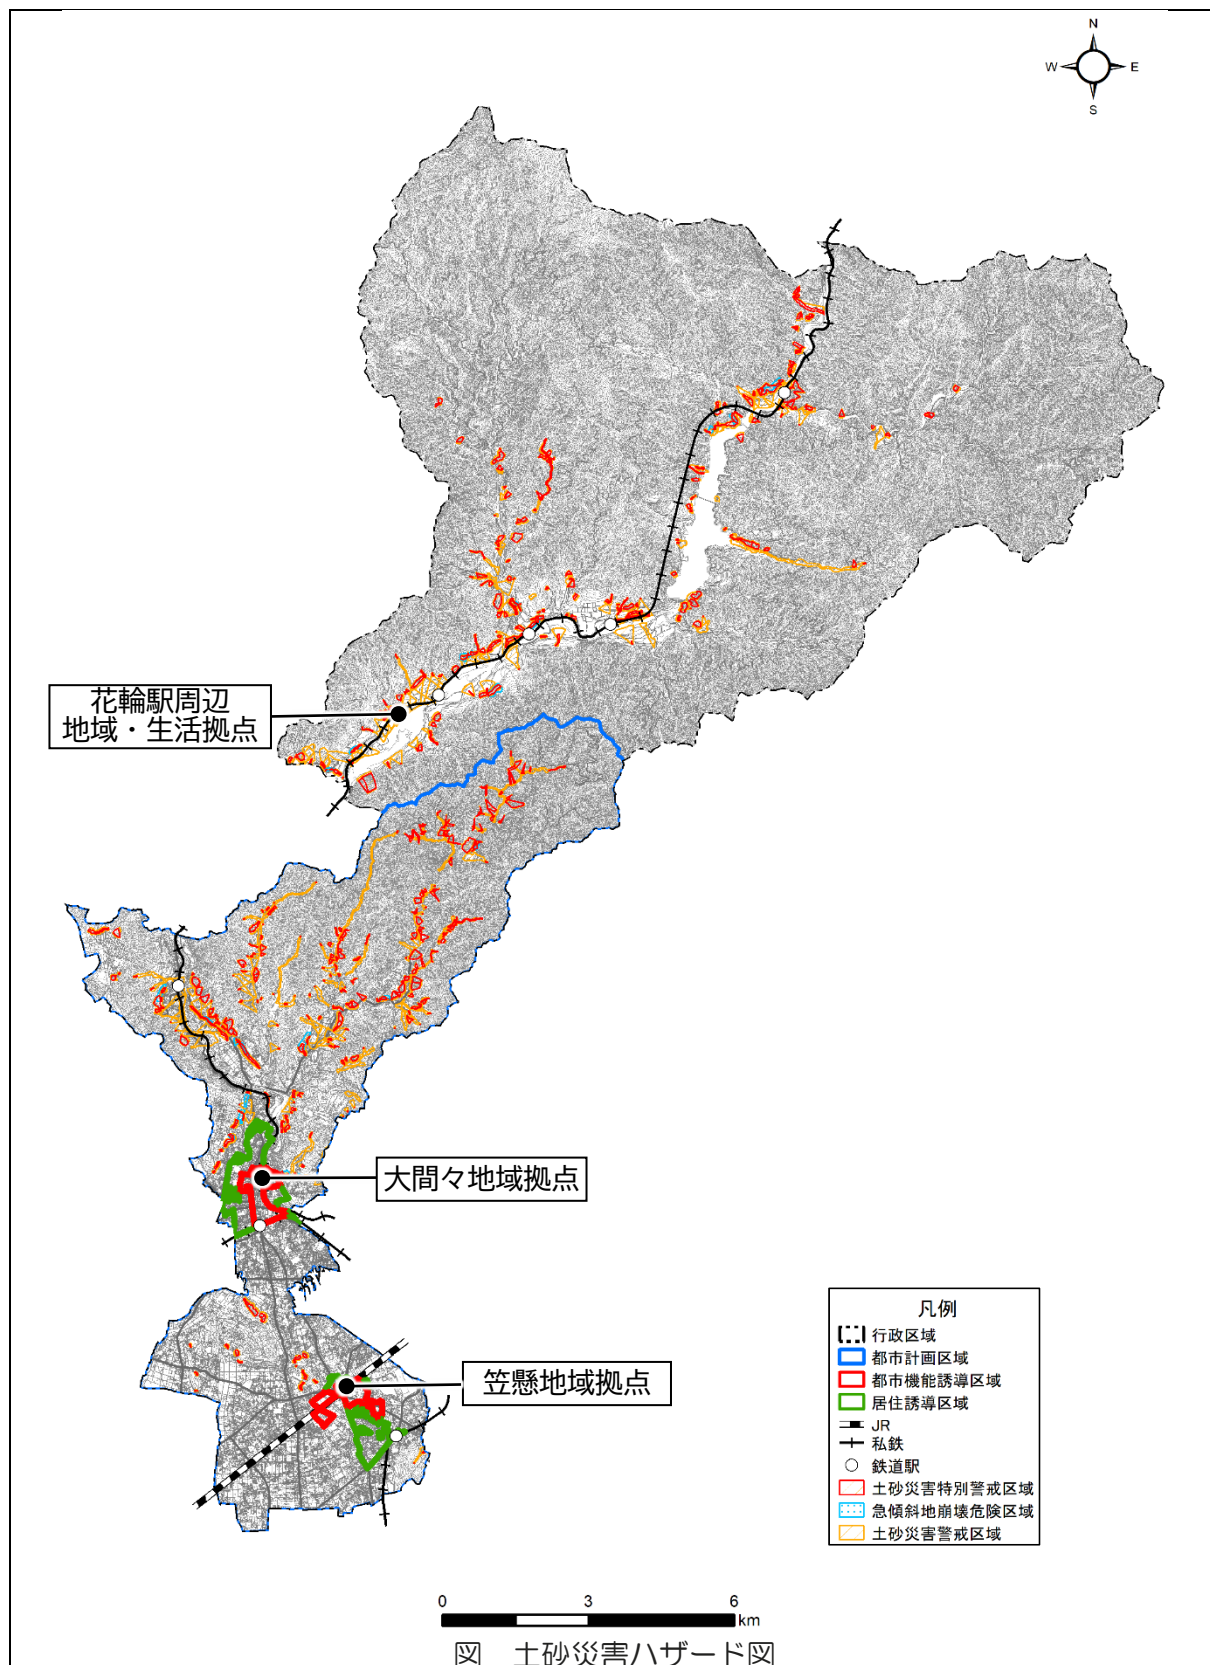 N
W E
S
花輪駅周辺
地域・生活拠点
大間々地域拠点
笠懸地域拠点
凡例
行政区域
都市計画区域
都市機能誘導区域
居住誘導区域
JR
私鉄
鉄道駅
土砂災害特別警戒区域
急傾斜地崩壊危険区域
土砂災害警戒区域
0 3 6
km
図 土砂災害ハザード図